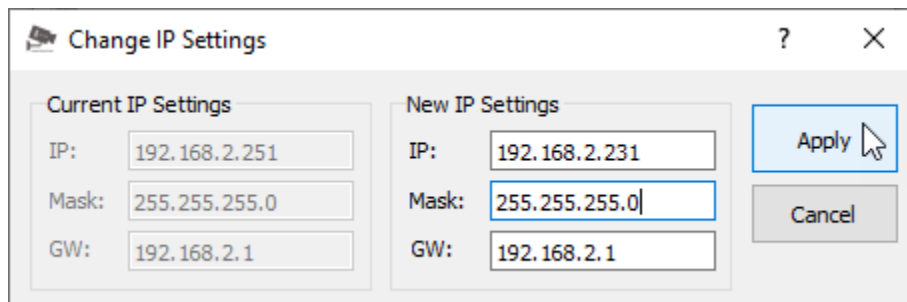 Change IP Settings ?
Current IP Settings
IP: 192.168.2.251
Mask: 255.255.255.0
GW: 192.168.2.1
New IP Settings
IP: 192.168.2.231
Mask: 255.255.255.0
GW: 192.168.2.1
Apply
Cancel